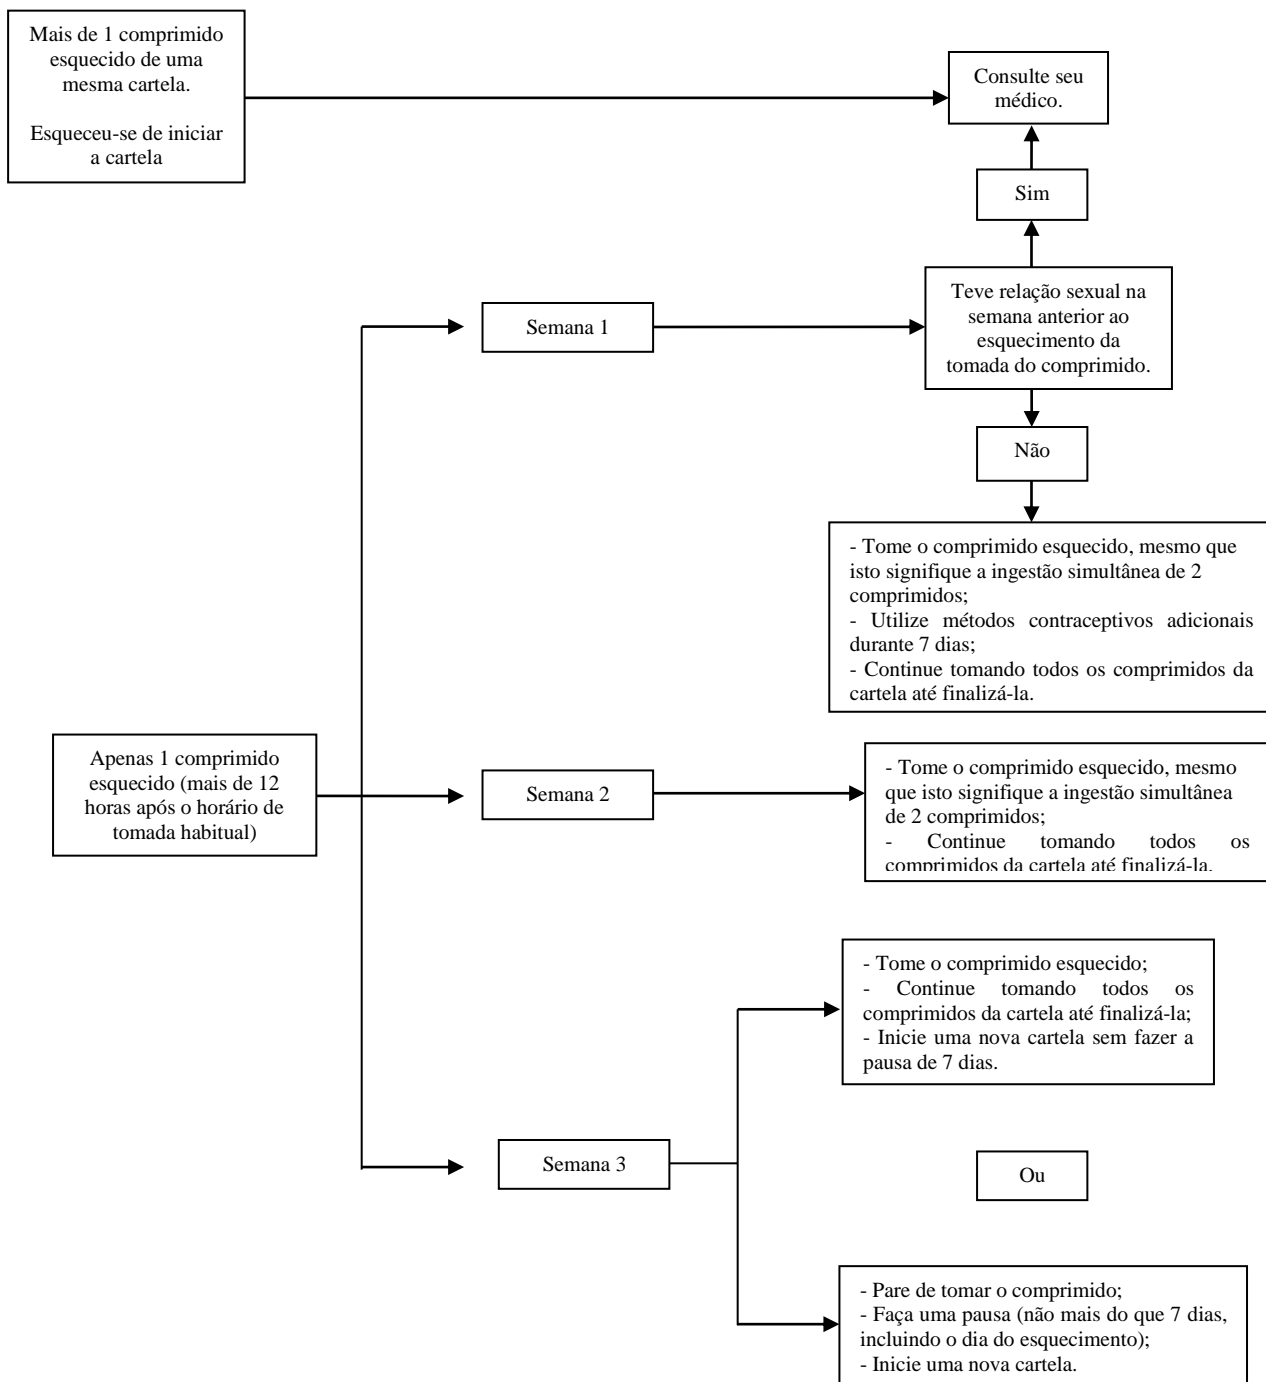 Mais de 1 comprimido
esquecido de uma
mesma cartela.
Esqueceu-se de iniciar
a cartela
Consulte seu
médico.
Sim
Teve relação sexual na
semana anterior ao
esquecimento da
tomada do comprimido.
Semana 1
Não
- Tome o comprimido esquecido, mesmo que
isto signifique a ingestão simultânea de 2
comprimidos;
- Utilize métodos contraceptivos adicionais
durante 7 dias;
- Continue tomando todos os comprimidos da
cartela até finalizá-la.
Apenas 1 comprimido
esquecido (mais de 12
horas após o horário de
tomada habitual)
Semana 2
- Tome o comprimido esquecido, mesmo
que isto signifique a ingestão simultânea
de 2 comprimidos;
- Continue tomando todos os
comprimidos da cartela até finalizá-la.
- Tome o comprimido esquecido;
- Continue tomando todos os
comprimidos da cartela até finalizá-la;
- Inicie uma nova cartela sem fazer a
pausa de 7 dias.
Semana 3
Ou
- Pare de tomar o comprimido;
- Faça uma pausa (não mais do que 7 dias,
incluindo o dia do esquecimento);
- Inicie uma nova cartela.